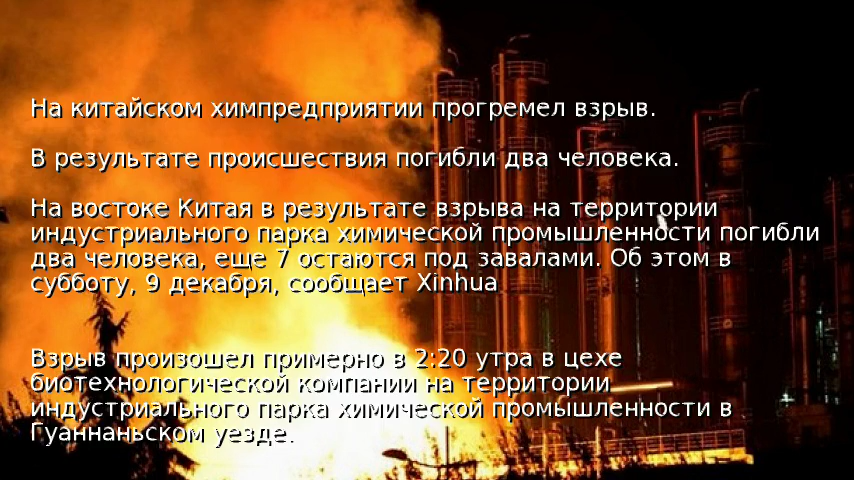 На китайском химпредприятии прогремел взрыв.
В результате происшествия погибли два человека.
На востоке Китая в результате взрыва на территории
индустриального парка химической промышленности погибли
два человека, еще 7 остаются под завалами. Об этом в
субботу, 9 декабря, сообщает Xinhua
Взрыв произошел примерно в 2:20 утра в цехе
биотехнологической компании на территории
индустриального парка химической промышленности в
Гуаннаньском уезде.